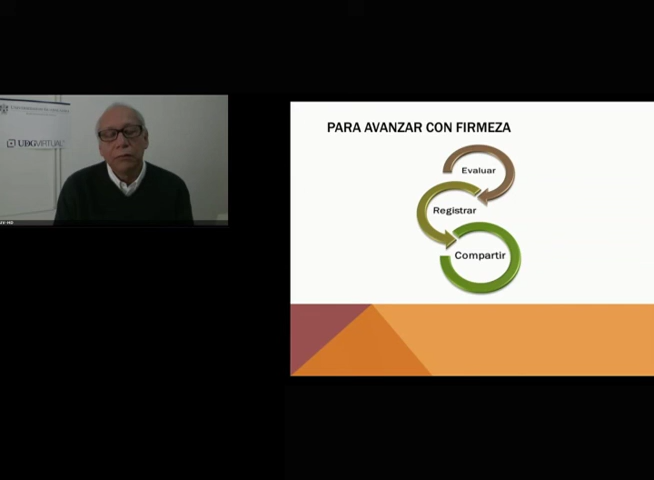 UDGVIRTUAL
PARA AVANZAR CON FIRMEZA
Evaluar
Registrar
Compartir